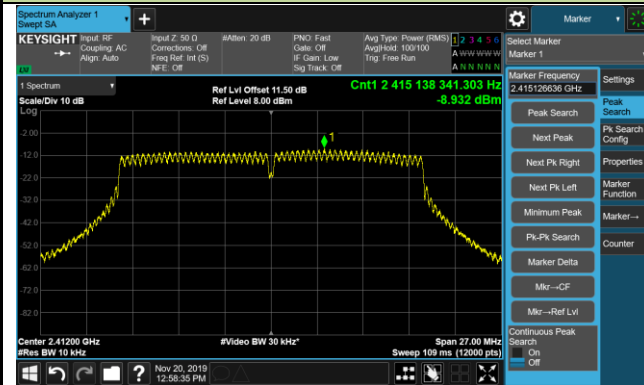 Spectrum Analyzer 1
Swept SA
Marker
KEYSIGHT
Input: RF
Coupling: AC
Align: Auto
Input Z: 50 Ω
Corrections: Off
Freq Ref: Int (S)
NFE: Off
#Atten: 20 dB
PNO: Fast
Gate: Off
IF Gain: Low
Sig Track: Off
Avg Type: Power (RMS)
Avg|Hold: 100/100
Trig: Free Run
1 2 3 4 5 6
A W W W W W
A N N N N N
Select Marker
Marker 1
Marker Frequency
2.415126636 GHz
Settings
Peak Search
Peak
Search
Next Peak
Pk Search
Config
Next Pk Right
Properties
Next Pk Left
Marker
Function
Minimum Peak
Marker→
Pk-Pk Search
Counter
Marker Delta
Mkr→CF
Mkr→Ref Lvl
Continuous Peak
Search
On
Off
1 Spectrum
Scale/Div 10 dB
Ref Lvl Offset 11.50 dB
Ref Level 8.00 dBm
Cnt1 2 415 138 341.303 Hz
-8.932 dBm
Log
1
-2.00
-12.0
-22.0
-32.0
-42.0
-52.0
-62.0
-72.0
-82.0
Center 2.41200 GHz
#Res BW 10 kHz
#Video BW 30 kHz*
Span 27.00 MHz
Sweep 109 ms (12000 pts)
Nov 20, 2019
12:58:35 PM